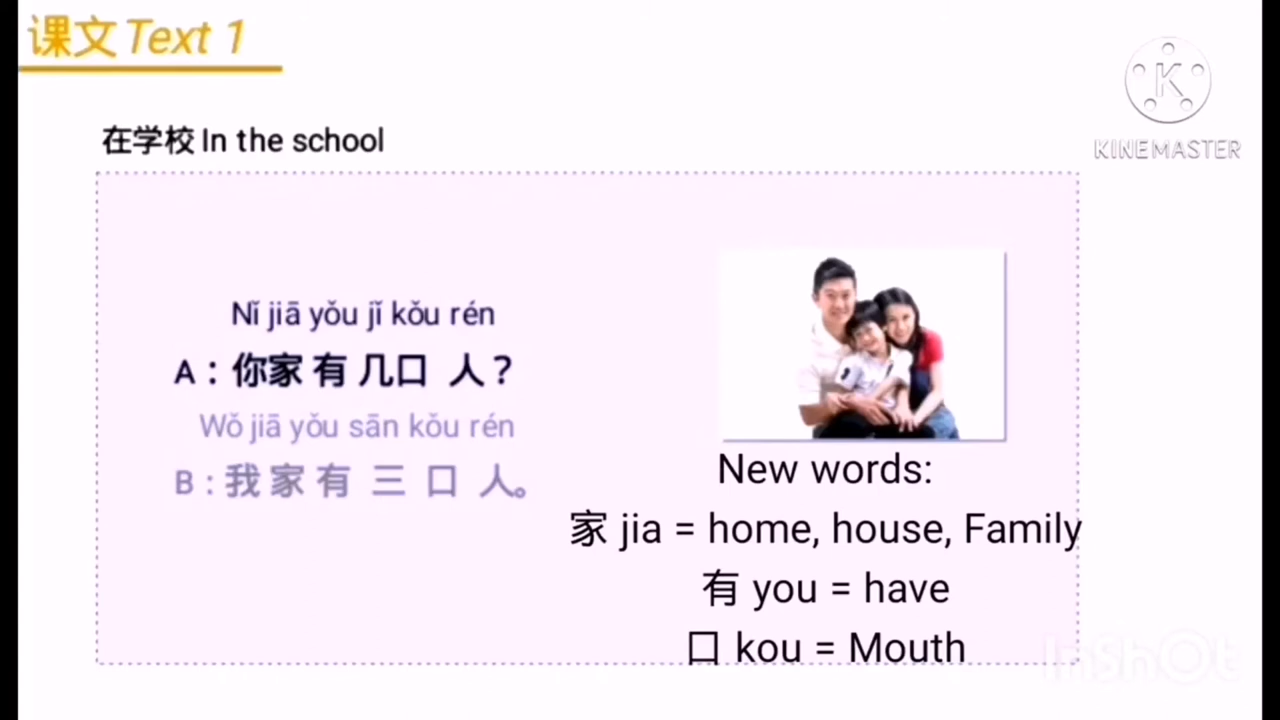 课文 Text 1
KINEMASTER
在学校 In the school
Nǐ jiā yǒu jǐ kǒu rén
A：你家有几口 人？
Wǒ jiā yǒu sān kǒu rén
B：我家有 三 口 人。
New words:
家 jia = home, house, Family
有 you = have
口 kou = Mouth
InShOt